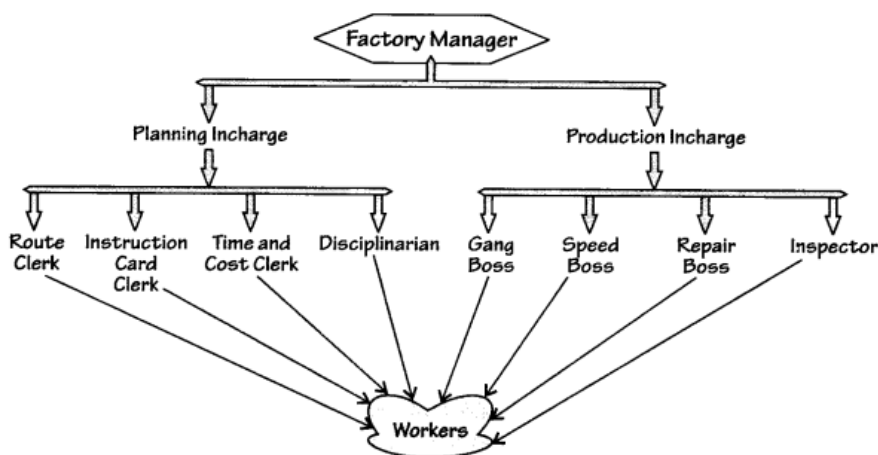 Factory Manager
Planning Incharge
Production Incharge
Route
Clerk
Instruction
Card
Clerk
Time and
Cost Clerk
Disciplinarian
Gang
Boss
Speed
Boss
Repair
Boss
Inspector
Workers